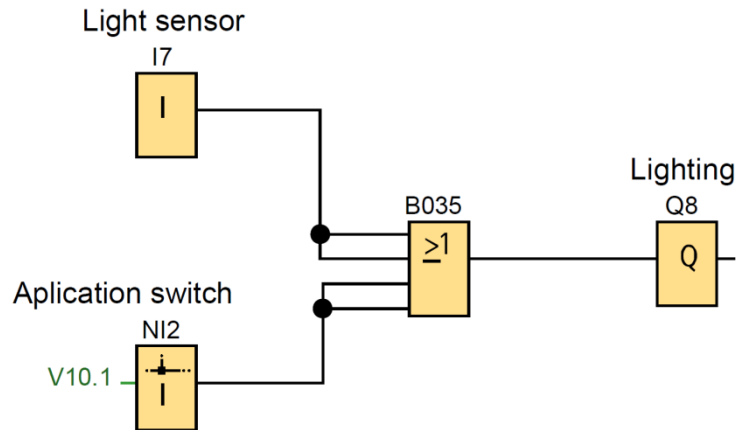 Light sensor
I7
I
Lighting
B035
Q8
≥1
Q
Aplication switch
NI2
V10.1
I